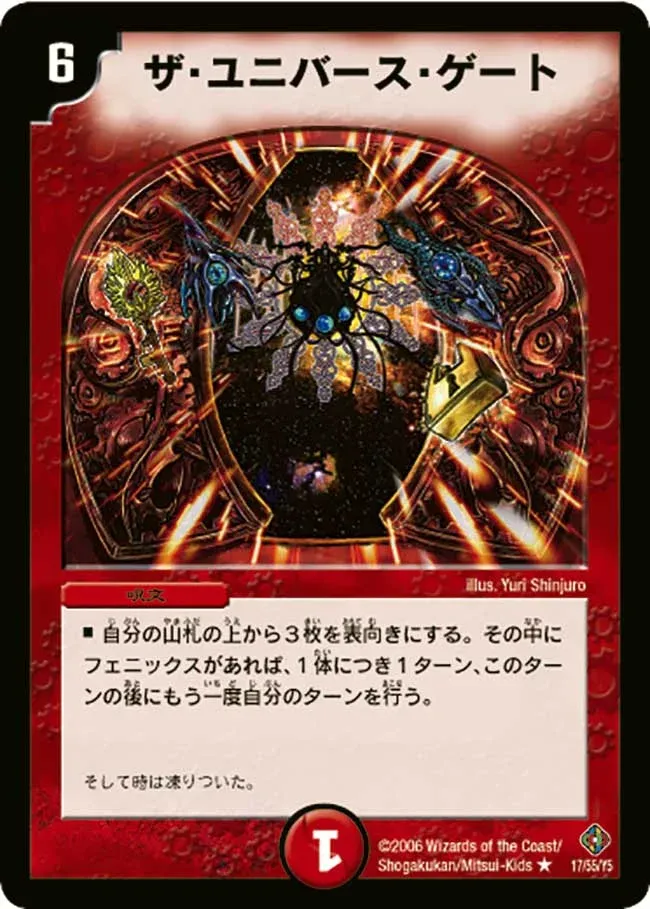 6
ザ・ユニバース・ゲート
illus. Yuri Shinjuro
呪文
■ 自分の山札の上から3枚を表向きにする。その中に
フェニックスがあれば、1体につき1ターン、このター
ンの後にもう一度自分のターンを行う。
そして時は凍りついた。
1
©2006 Wizards of the Coast/
Shogakukan/Mitsui-Kids ★ 17/55/Y5